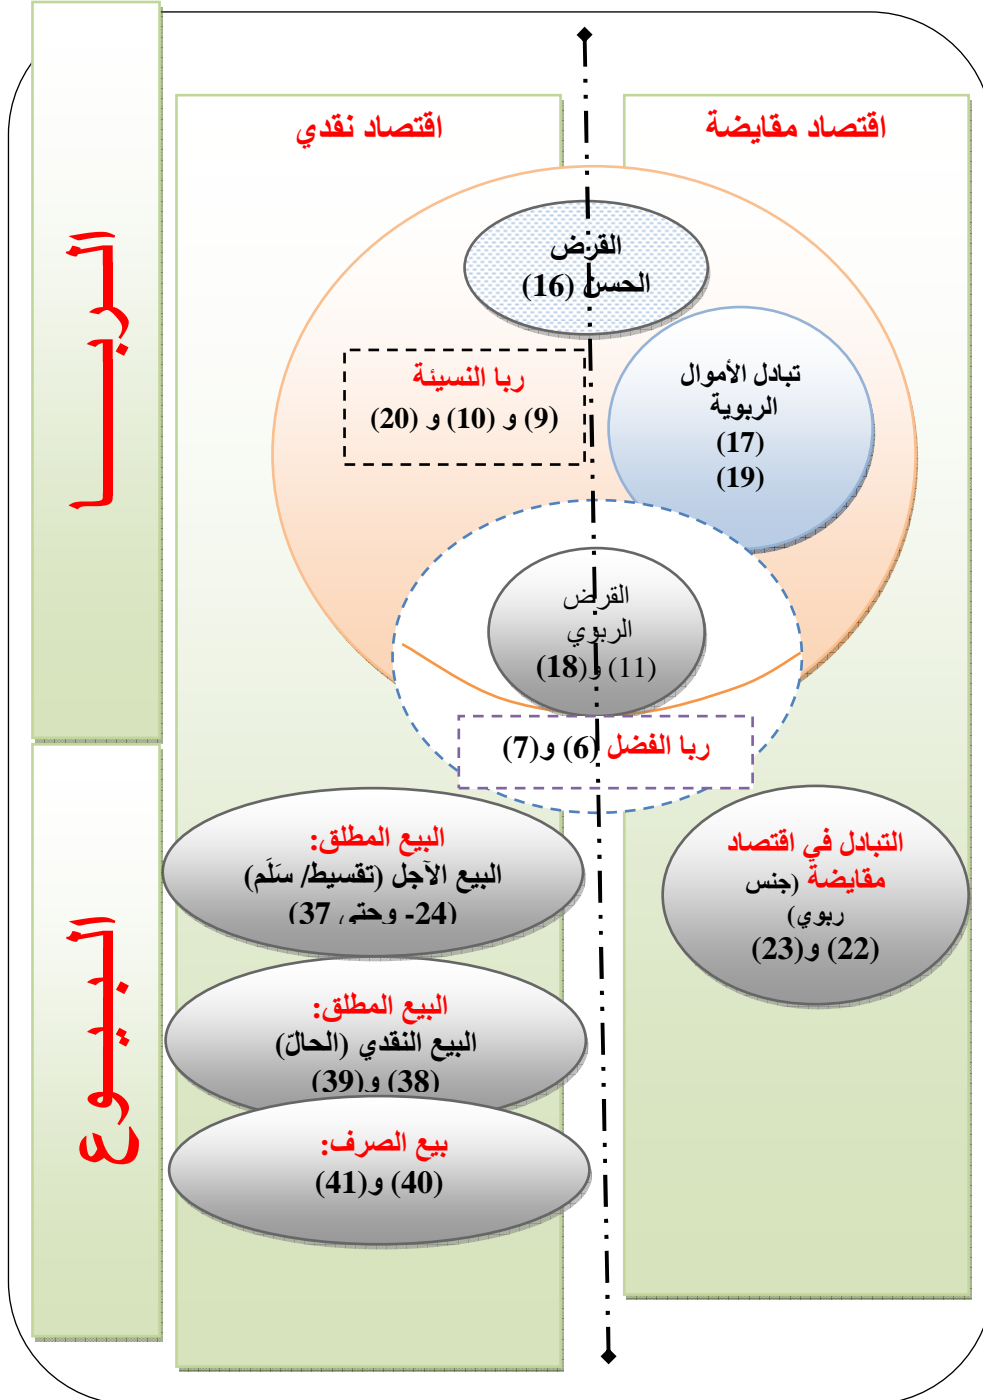 اقتصاد مقايضة
اقتصاد نقدي
الربــــا
القرض
الحسن (16)
تبادل الأموال
الربوية
(17)
(19)
ربا النسيئة
(9) و (10) و (20)
القرض
الربوي
(11) و(18)
ربا الفضل (6) و(7)
البيــوع
التبادل في اقتصاد
مقايضة (جنس
ربوي)
(22) و(23)
البيع المطلق:
البيع الآجل (تقسيط/ سَلَم)
(24- وحتى 37)
البيع المطلق:
البيع النقدي (الحالّ)
(38) و(39)
بيع الصرف:
(40) و(41)